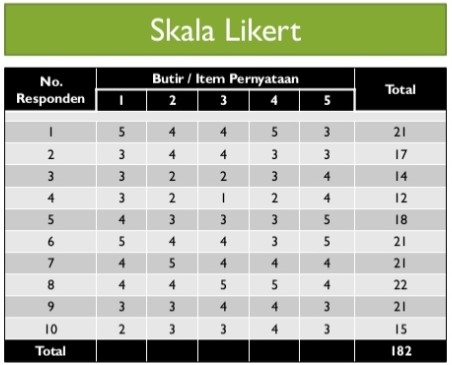 Skala Likert
No. Responden Butir / Item Pernyataan Total
1 2 3 4 5
1 5 4 4 5 3 21
2 3 4 4 3 3 17
3 3 2 2 3 4 14
4 3 2 1 2 4 12
5 4 3 3 3 5 18
6 5 4 4 3 5 21
7 4 5 4 4 4 21
8 4 4 5 5 4 22
9 3 3 4 4 3 21
10 2 3 3 4 3 15
Total 182